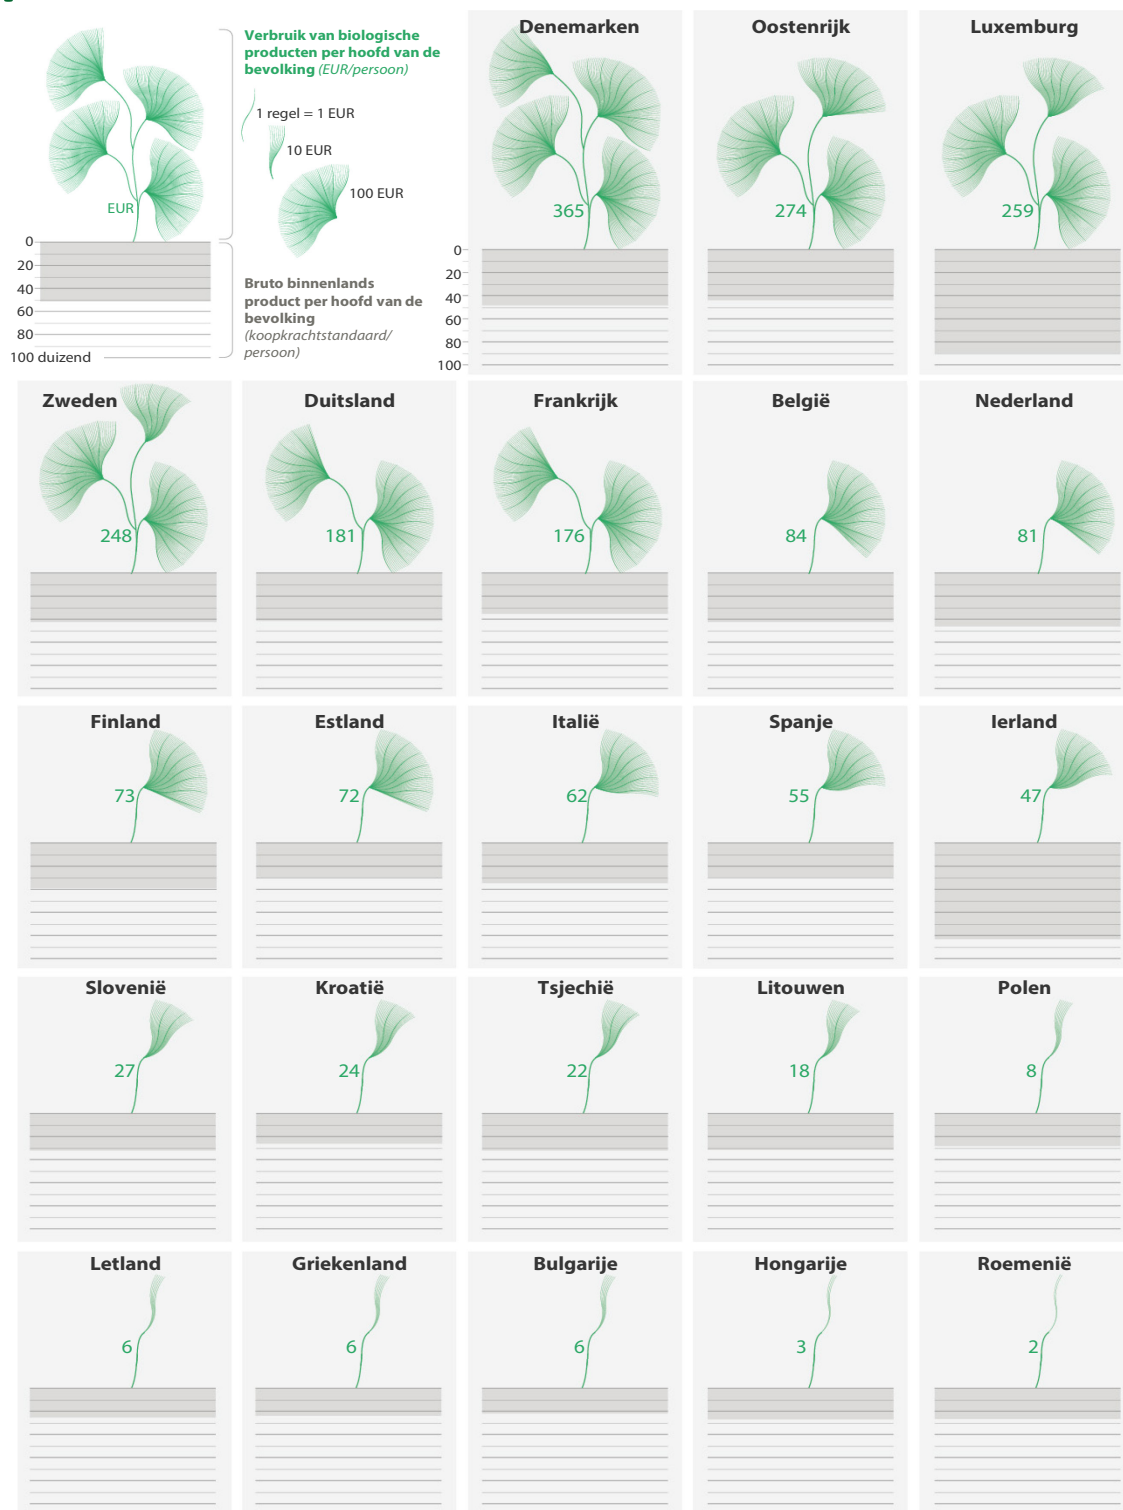 Verbruik van biologische
producten per hoofd van de
bevolking (EUR/persoon)
1 regel = 1 EUR
10 EUR
100 EUR
EUR
0
20
40
60
80
100 duizend
Bruto binnenlands
product per hoofd van de
bevolking
(koopkrachtstandaard/
persoon)
Denemarken
365
0
20
40
60
80
100
Oostenrijk
274
Luxemburg
259
Zweden
248
Duitsland
181
Frankrijk
176
België
84
Nederland
81
Finland
73
Estland
72
Italië
62
Spanje
55
Ierland
47
Slovenië
27
Kroatië
24
Tsjechië
22
Litouwen
18
Polen
8
Letland
6
Griekenland
6
Bulgarije
6
Hongarije
3
Roemenië
2